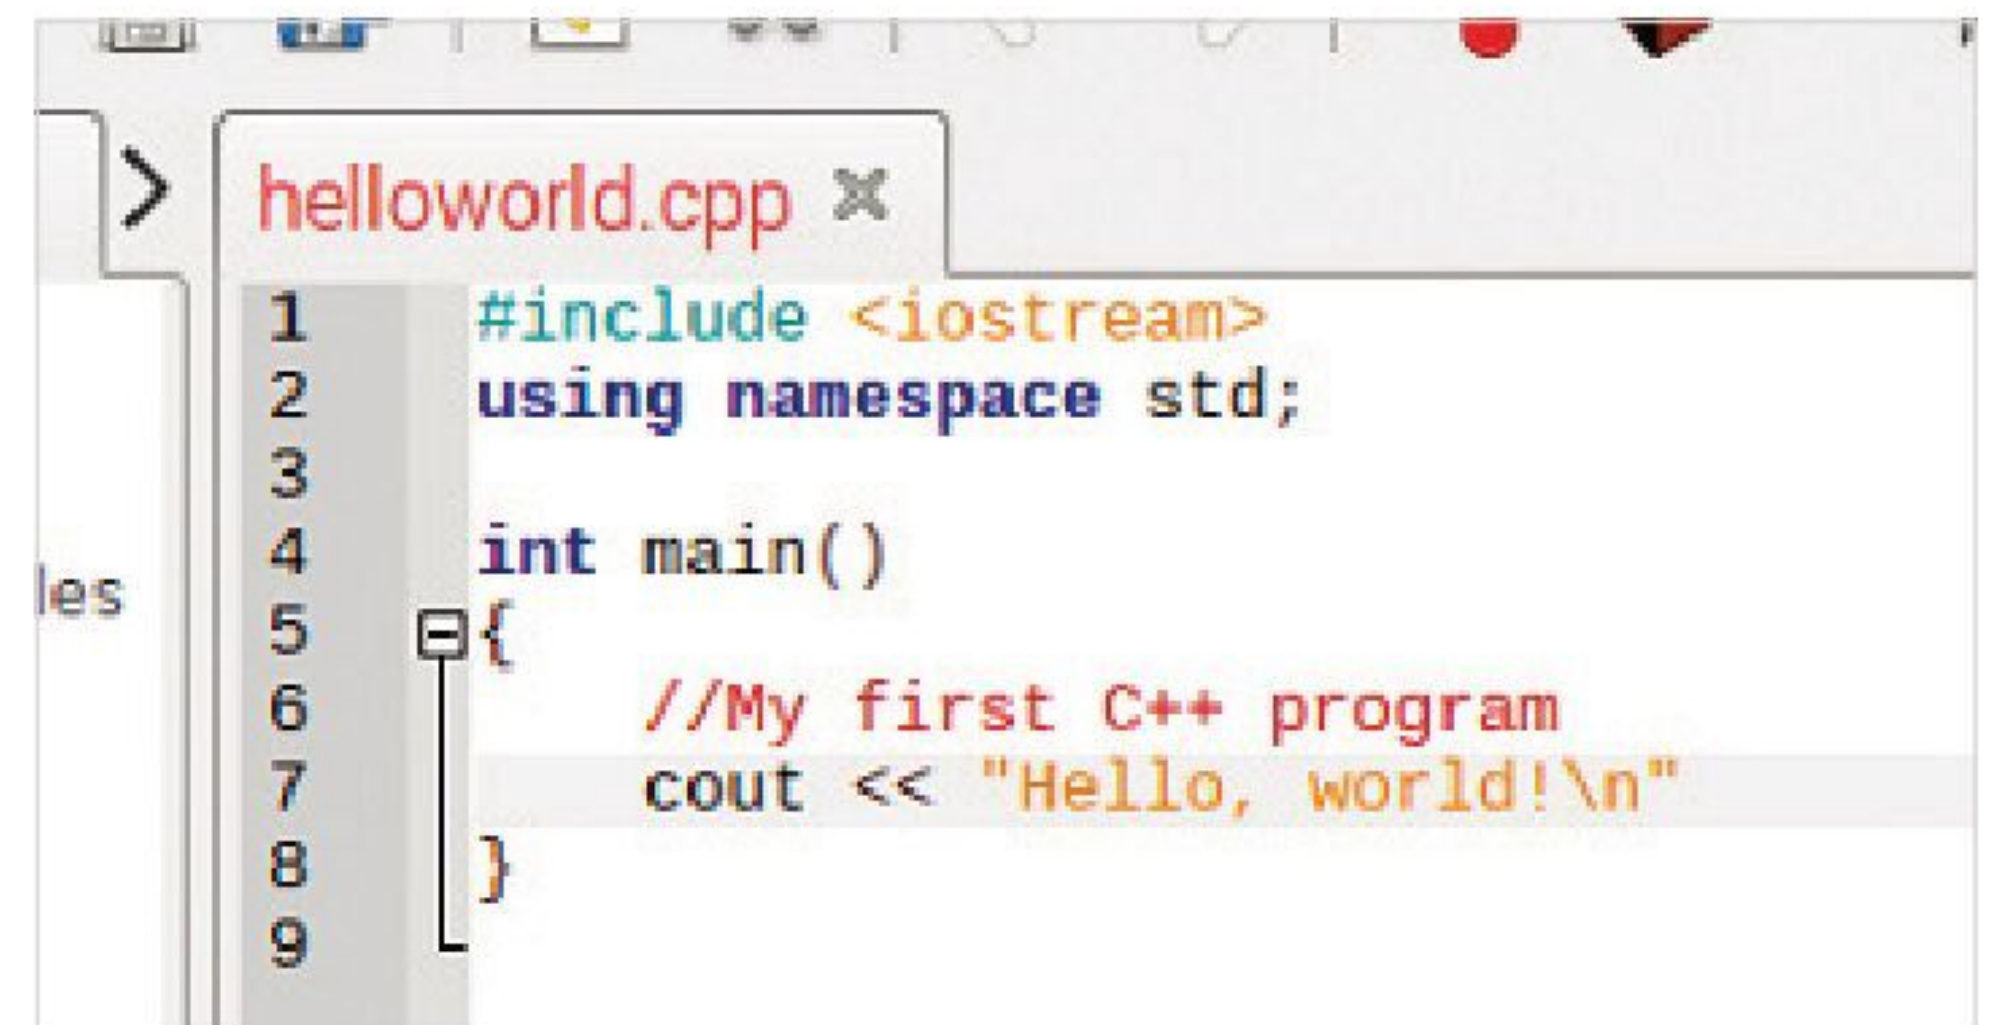 helloworld.cpp
1 #include <iostream>
2 using namespace std;
3
4 int main()
les
5 {
6 //My first C++ program
7 cout << "Hello, world!\n"
8 }
9